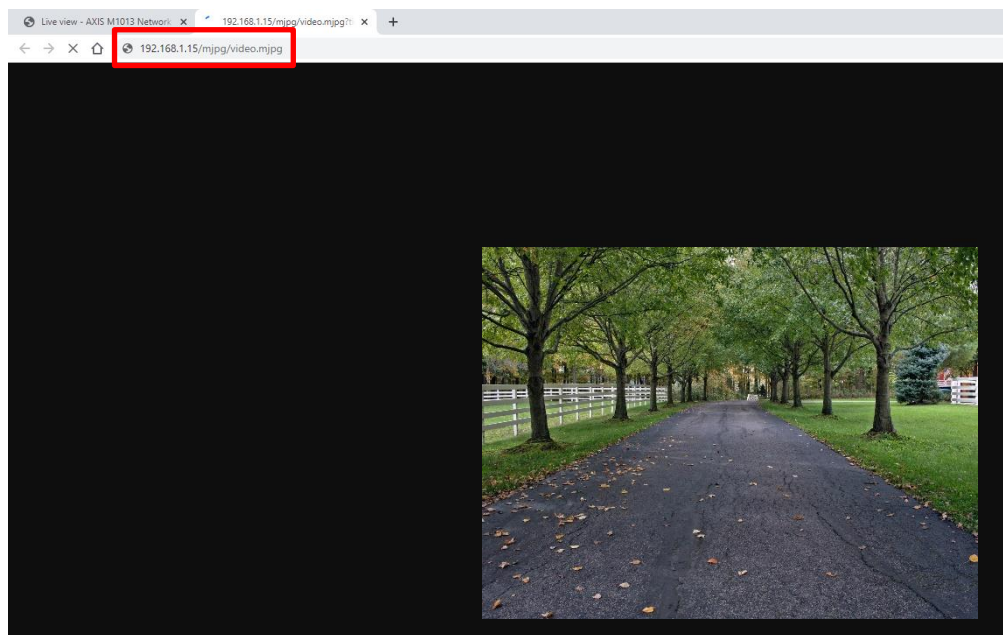 Live view - AXIS M1013 Network
192.168.1.15/mjpg/video.mjpg?t
192.168.1.15/mjpg/video.mjpg